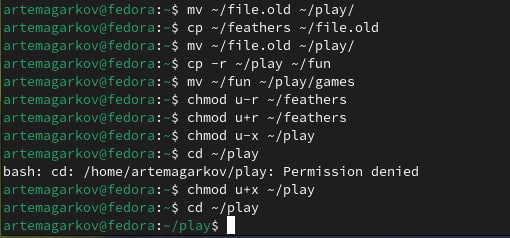 artemagarkov@fedora:~$ mv ~/file.old ~/play/
artemagarkov@fedora:~$ cp ~/feathers ~/file.old
artemagarkov@fedora:~$ mv ~/file.old ~/play/
artemagarkov@fedora:~$ cp -r ~/play ~/fun
artemagarkov@fedora:~$ mv ~/fun ~/play/games
artemagarkov@fedora:~$ chmod u-r ~/feathers
artemagarkov@fedora:~$ chmod u+r ~/feathers
artemagarkov@fedora:~$ chmod u-x ~/play
artemagarkov@fedora:~$ cd ~/play
bash: cd: /home/artemagarkov/play: Permission denied
artemagarkov@fedora:~$ chmod u+x ~/play
artemagarkov@fedora:~$ cd ~/play
artemagarkov@fedora:~/play$